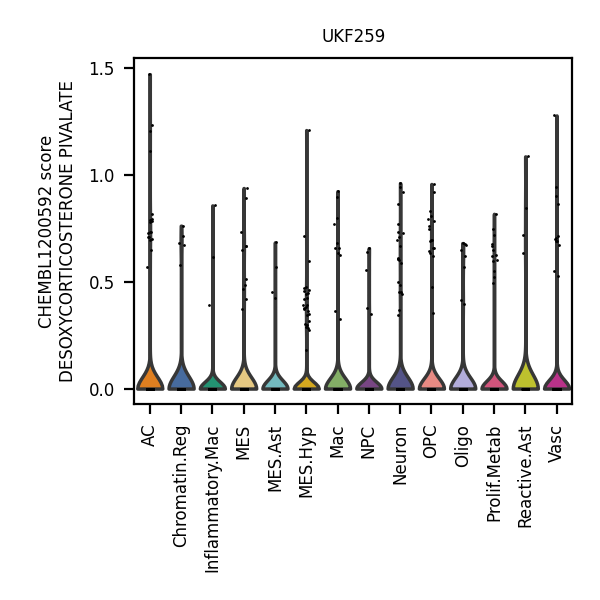 UKF259
CHEMBL1200592 score
DESOXYCORTICOSTERONE PIVALATE
1.5
1.0
0.5
0.0
AC
Chromatin.Reg
Inflammatory.Mac
MES
MES.Ast
MES.Hyp
Mac
NPC
Neuron
OPC
Oligo
Prolif.Metab
Reactive.Ast
Vasc